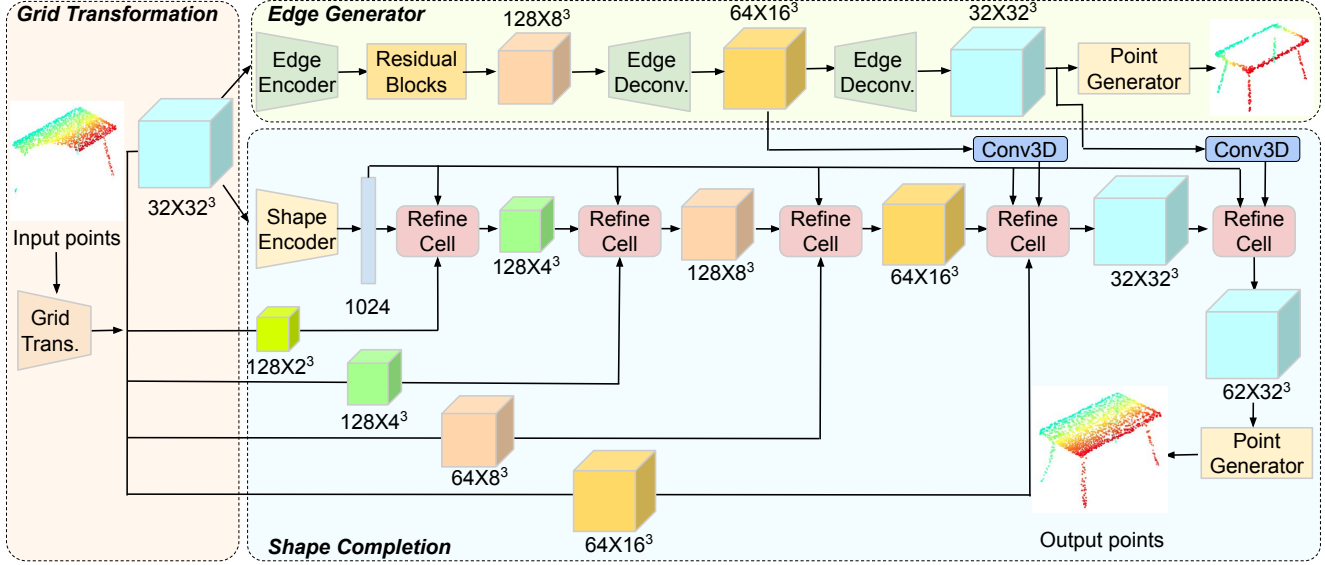 Grid Transformation
Input points
Grid
Trans.
32X32³
Edge Generator
Edge
Encoder
Residual
Blocks
128X8³
Edge
Deconv.
64X16³
Edge
Deconv.
32X32³
Point
Generator
Conv3D
Conv3D
Shape
Encoder
1024
Refine
Cell
128X4³
Refine
Cell
128X8³
Refine
Cell
64X16³
Refine
Cell
32X32³
Refine
Cell
128X2³
128X4³
64X8³
64X16³
62X32³
Point
Generator
Output points
Shape Completion